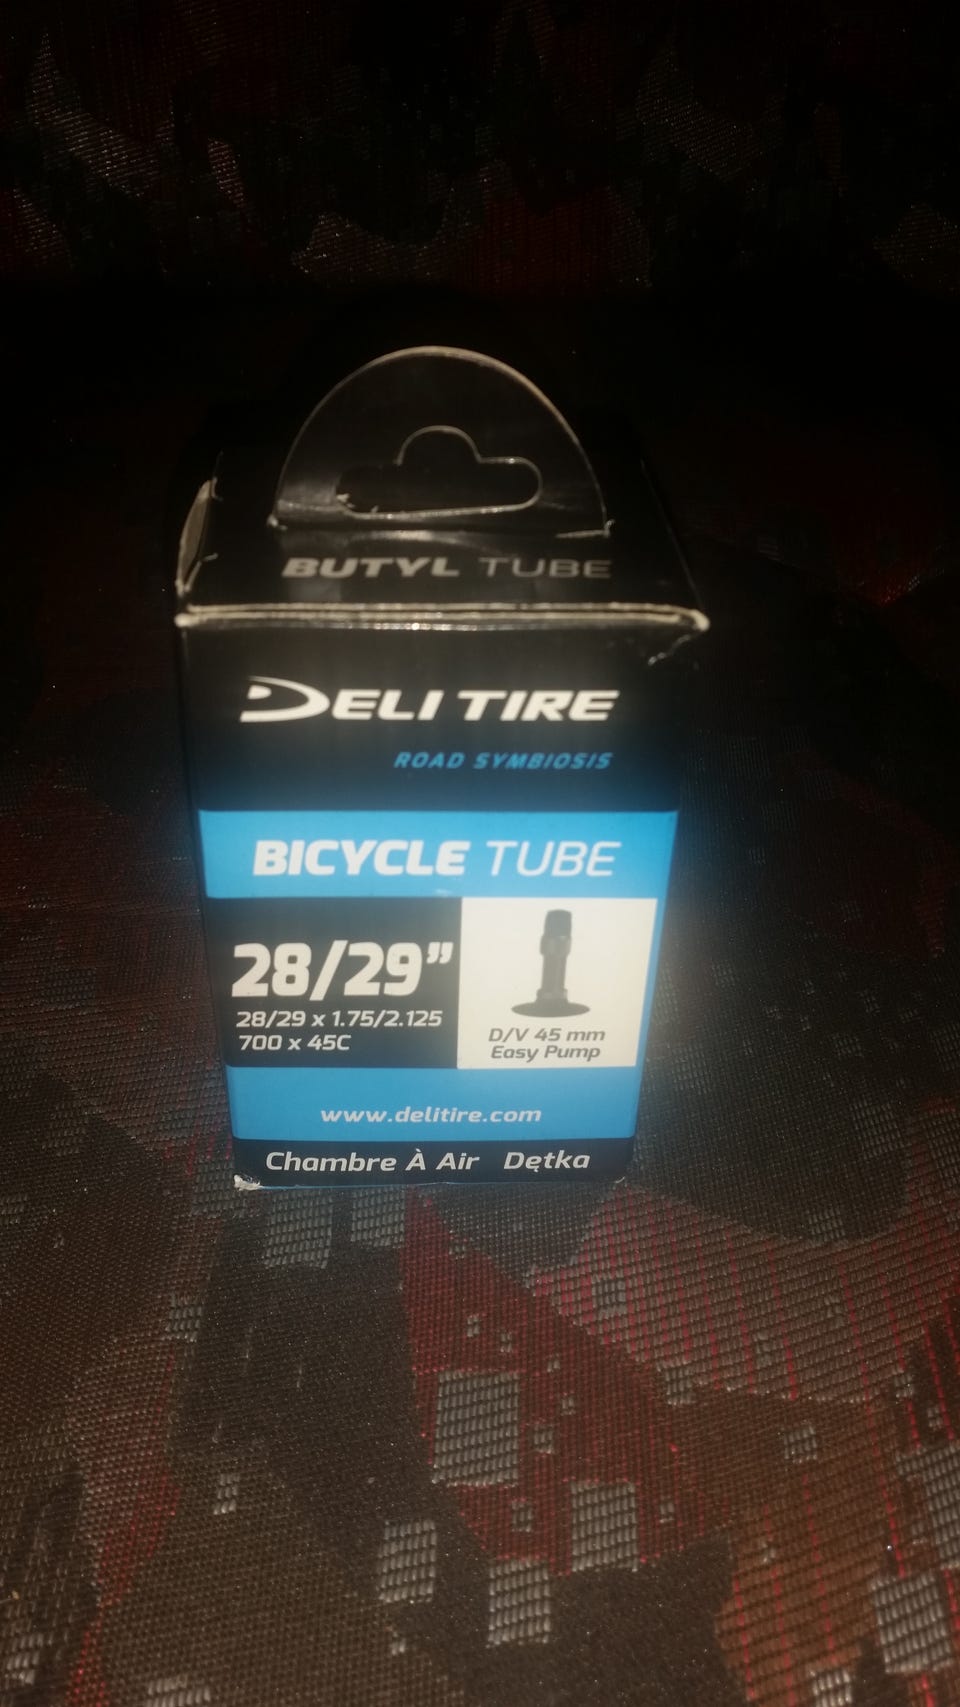 BUTYL TUBE
DELI TIRE
ROAD SYMBIOSIS
BICYCLE TUBE
28/29"
28/29 x 1.75/2.125
700 x 45C
D/V 45 mm
Easy Pump
www.delitire.com
Chambre À Air Dętka